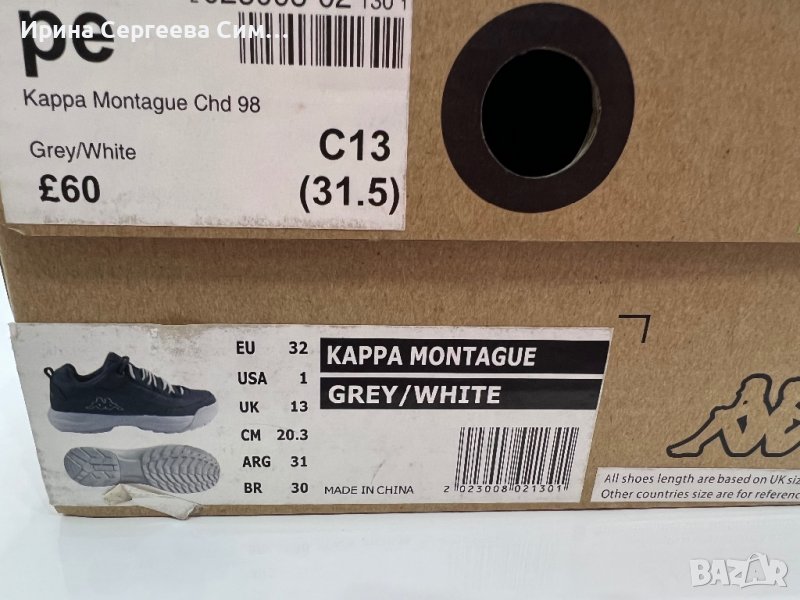 Ирина Сергеева Сим...
pe
Kappa Montague Chd 98
Grey/White
C13
£60
(31.5)
EU 32
USA 1
UK 13
CM 20.3
ARG 31
BR 30
KAPPA MONTAGUE
GREY/WHITE
MADE IN CHINA
2 023008 021301
All shoes length are based on UK siz
Other countries size are for referenc
BAZAR